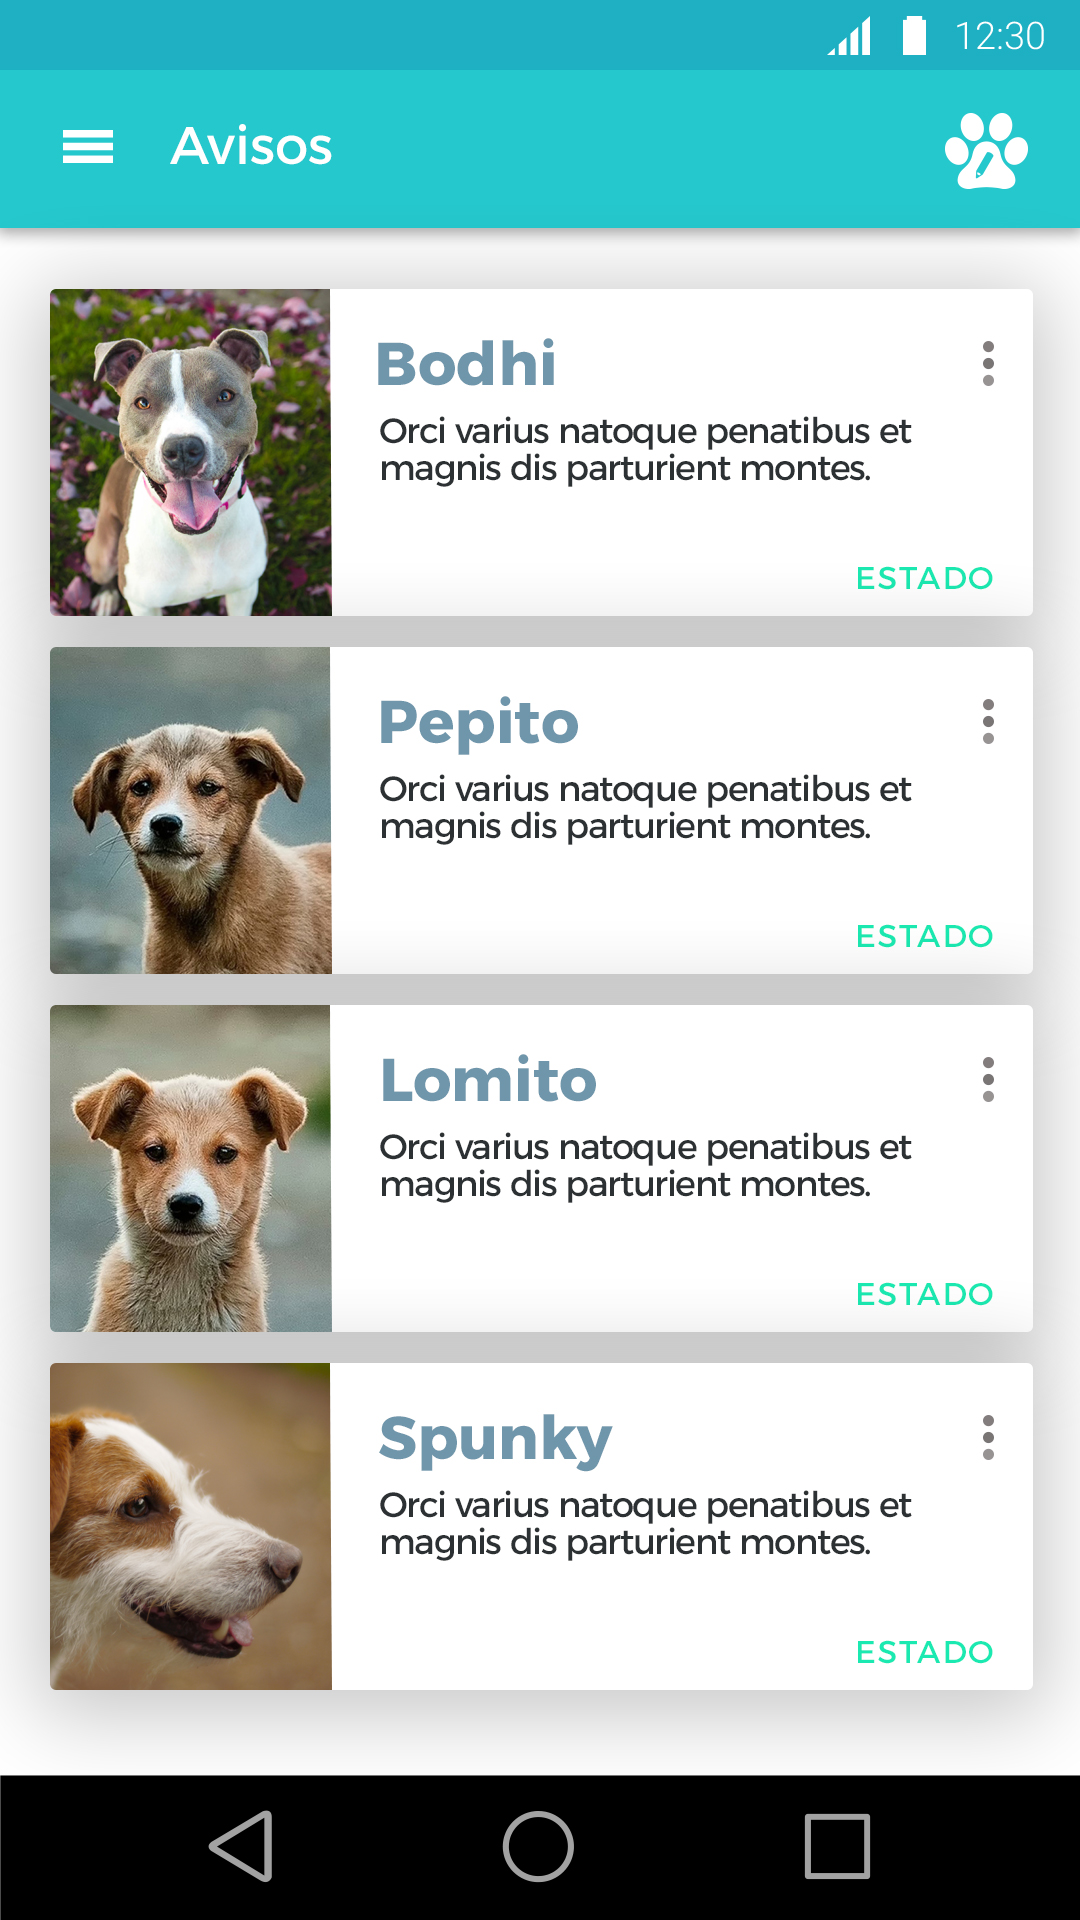 12:30
Avisos
Bodhi
Orci varius natoque penatibus et
magnis dis parturient montes.
ESTADO
Pepito
Orci varius natoque penatibus et
magnis dis parturient montes.
ESTADO
Lomito
Orci varius natoque penatibus et
magnis dis parturient montes.
ESTADO
Spunky
Orci varius natoque penatibus et
magnis dis parturient montes.
ESTADO